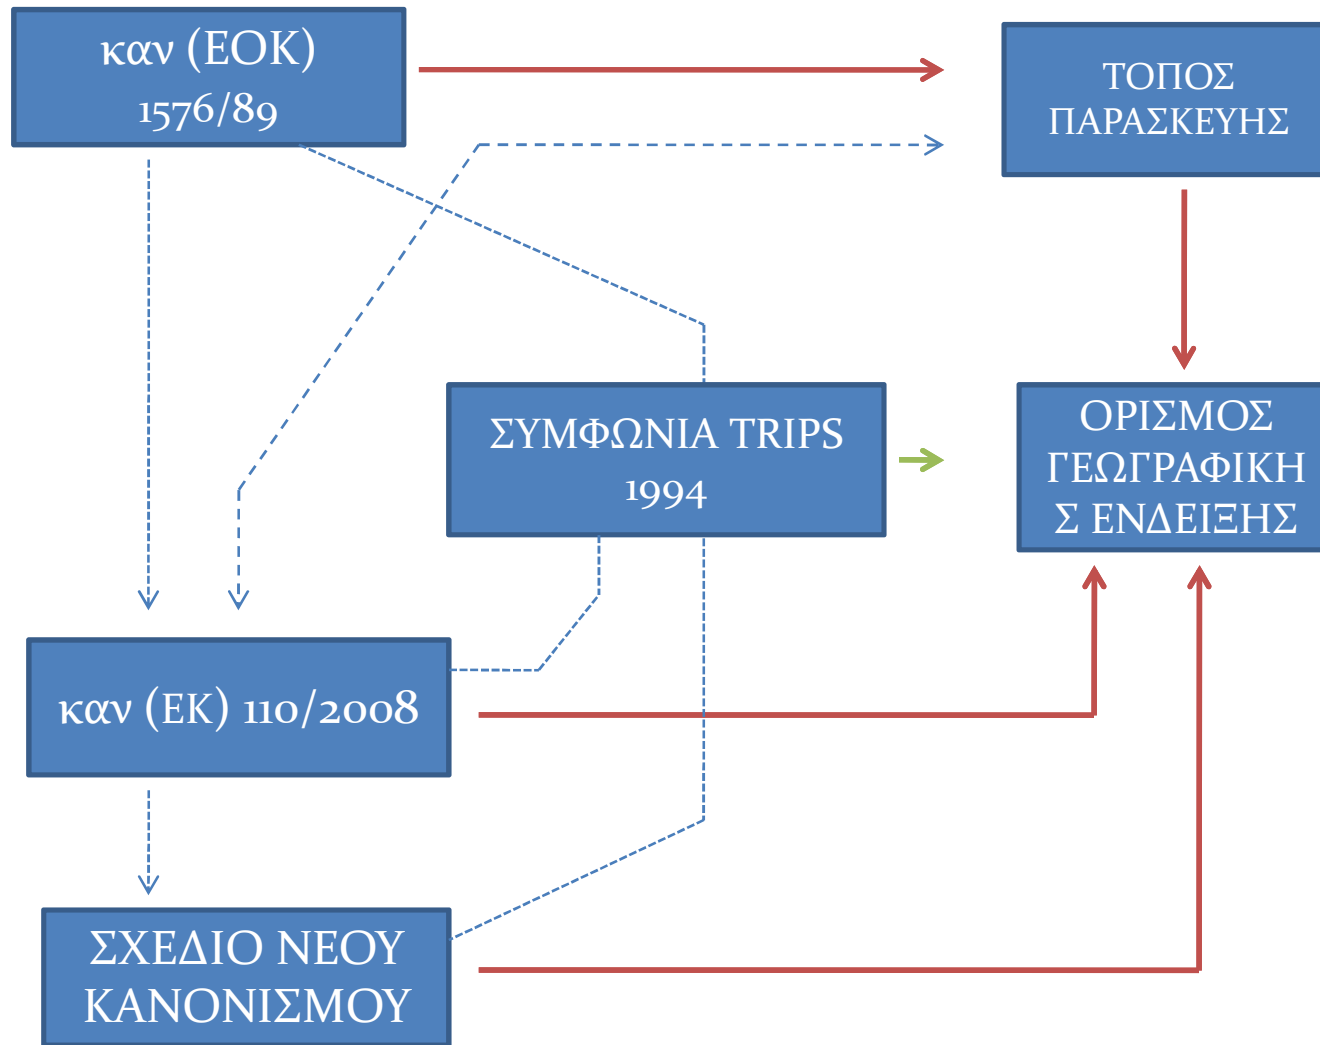 καν (ΕΟΚ)
1576/89
ΤΟΠΟΣ
ΠΑΡΑΣΚΕΥΗΣ
ΣΥΜΦΩΝΙΑ TRIPS
1994
ΟΡΙΣΜΟΣ
ΓΕΩΓΡΑΦΙΚΗ
Σ ΕΝΔΕΙΞΗΣ
καν (ΕΚ) 110/2008
ΣΧΕΔΙΟ ΝΕΟΥ
ΚΑΝΟΝΙΣΜΟΥ